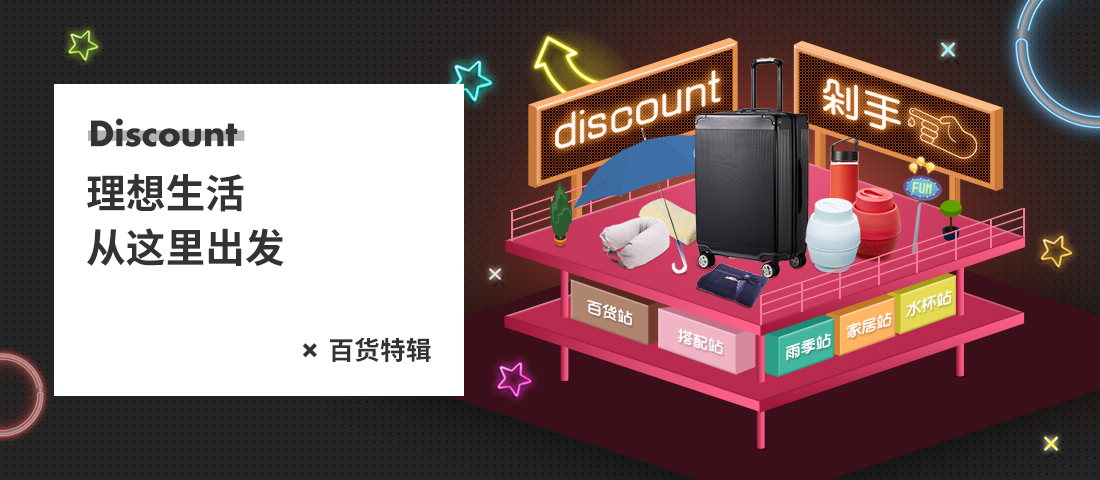 Discount
理想生活
从这里出发
× 百货特辑
discount
剁手
FUN
百货站
搭配站
雨季站
家居站
水杯站